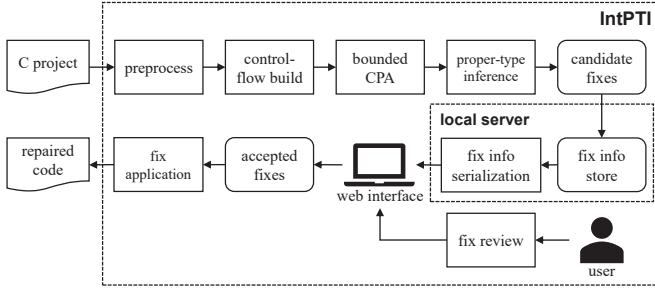 IntPTI
C project
preprocess
control-
flow build
bounded
CPA
proper-type
inference
candidate
fixes
local server
repaired
code
fix
application
accepted
fixes
web interface
fix info
serialization
fix info
store
fix review
user